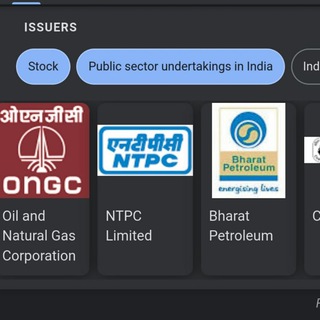 ISSUERS
Stock
Public sector undertakings in India
Ind
ओएनजीसी
ONGC
एनटीपीसी
NTPC
Bharat
Petroleum
energising lives
Oil and
Natural Gas
Corporation
NTPC
Limited
Bharat
Petroleum